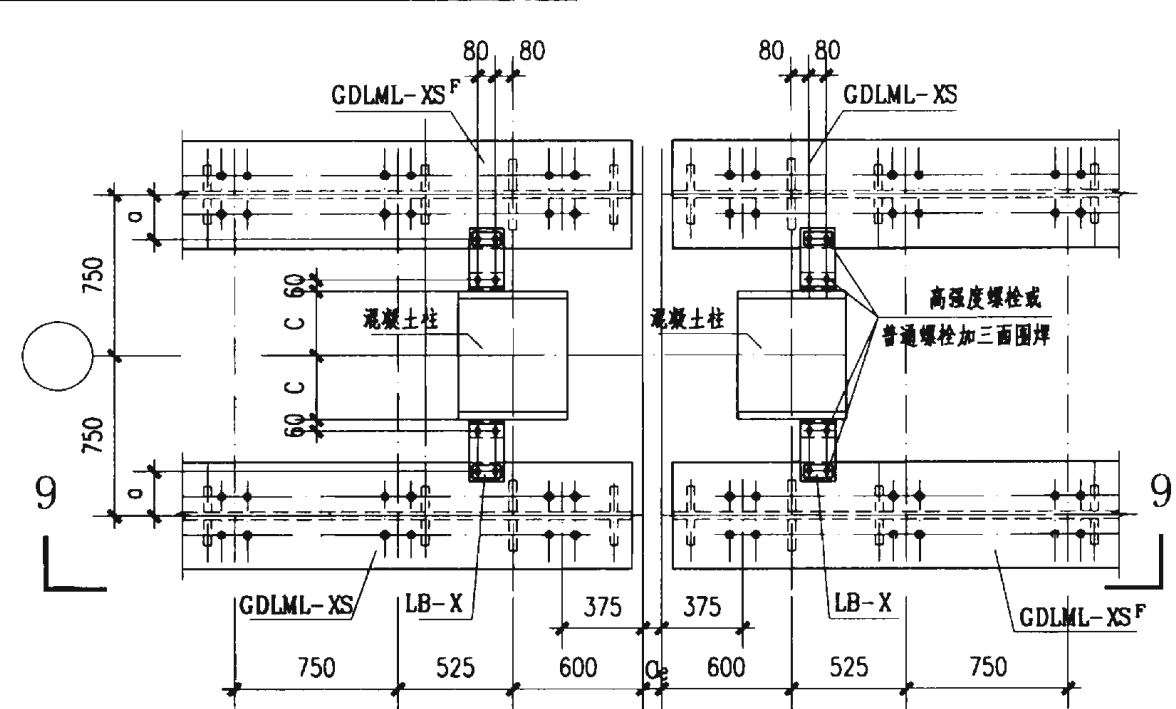 80 80 80 80
GDLML-XSF GDLML-XS
a
750
60
C
混凝土柱 混凝土柱
高强度螺栓或
普通螺栓加三面围焊
C
60
750
a
9 9
GDLML-XS LB-X 375 375 LB-X GDLML-XSF
750 525 600 ae 600 525 750